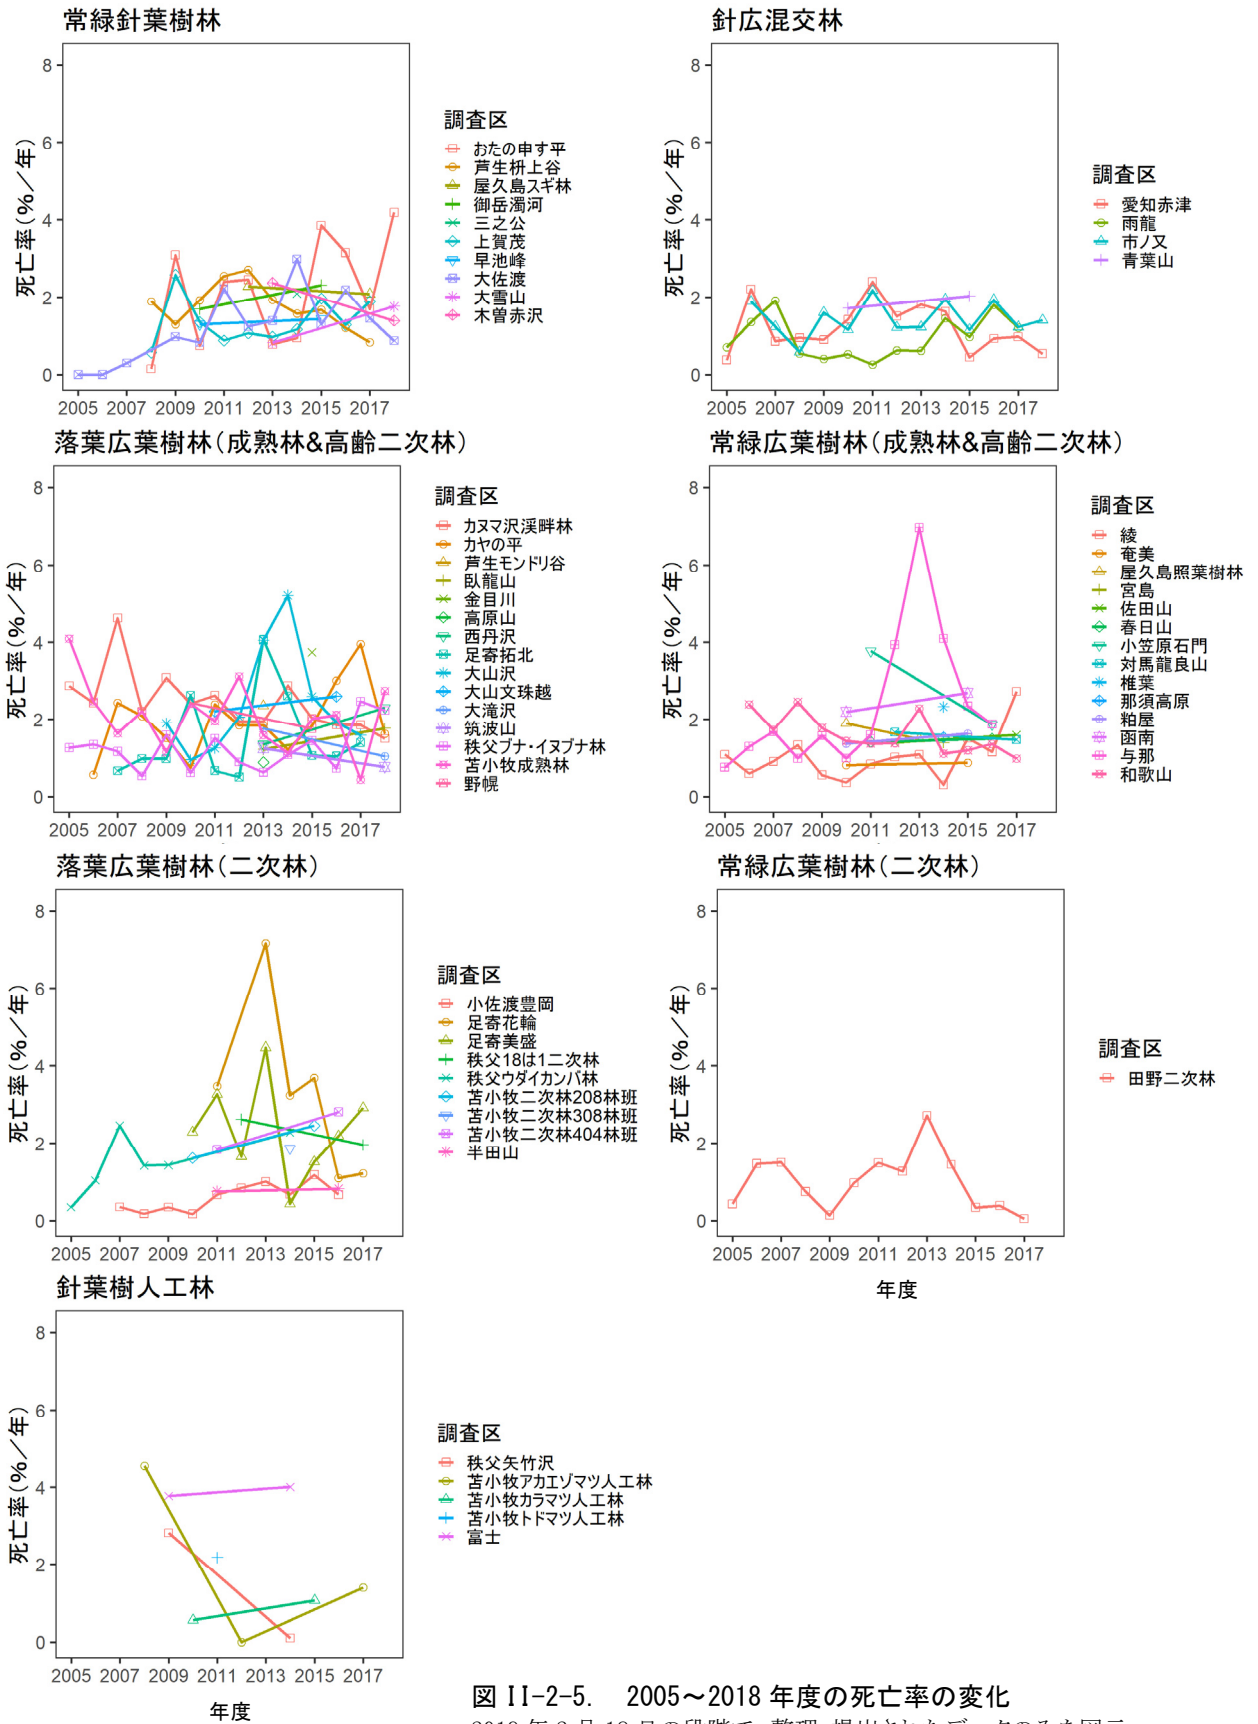 常緑針葉樹林
死亡率(%/年)
8
6
4
2
0
2005 2007 2009 2011 2013 2015 2017
調査区
おたの申す平
芦生枡上谷
屋久島スギ林
御岳濁河
三之公
上賀茂
早池峰
大佐渡
大雪山
木曽赤沢
針広混交林
死亡率(%/年)
8
6
4
2
0
2005 2007 2009 2011 2013 2015 2017
調査区
愛知赤津
雨龍
市ノ又
青葉山
落葉広葉樹林(成熟林&高齢二次林)
死亡率(%/年)
8
6
4
2
0
2005 2007 2009 2011 2013 2015 2017
調査区
カヌマ沢渓畔林
カヤの平
芦生モンドリ谷
臥龍山
金目川
高原山
西丹沢
足寄拓北
大山沢
大山文珠越
大滝沢
筑波山
秩父ブナ・イヌブナ林
苫小牧成熟林
野幌
常緑広葉樹林(成熟林&高齢二次林)
死亡率(%/年)
8
6
4
2
0
2005 2007 2009 2011 2013 2015 2017
調査区
綾
奄美
屋久島照葉樹林
宮島
佐田山
春日山
小笠原石門
対馬龍良山
椎葉
那須高原
粕屋
函南
与那
和歌山
落葉広葉樹林(二次林)
死亡率(%/年)
8
6
4
2
0
2005 2007 2009 2011 2013 2015 2017
調査区
小佐渡豊岡
足寄花輪
足寄美盛
秩父18は1二次林
秩父ウダイカンバ林
苫小牧二次林208林班
苫小牧二次林308林班
苫小牧二次林404林班
半田山
常緑広葉樹林(二次林)
死亡率(%/年)
8
6
4
2
0
2005 2007 2009 2011 2013 2015 2017
年度
調査区
田野二次林
針葉樹人工林
死亡率(%/年)
8
6
4
2
0
2005 2007 2009 2011 2013 2015 2017
年度
調査区
秩父矢竹沢
苫小牧アカエゾマツ人工林
苫小牧カラマツ人工林
苫小牧トドマツ人工林
富士
図 II-2-5. 2005～2018 年度の死亡率の変化